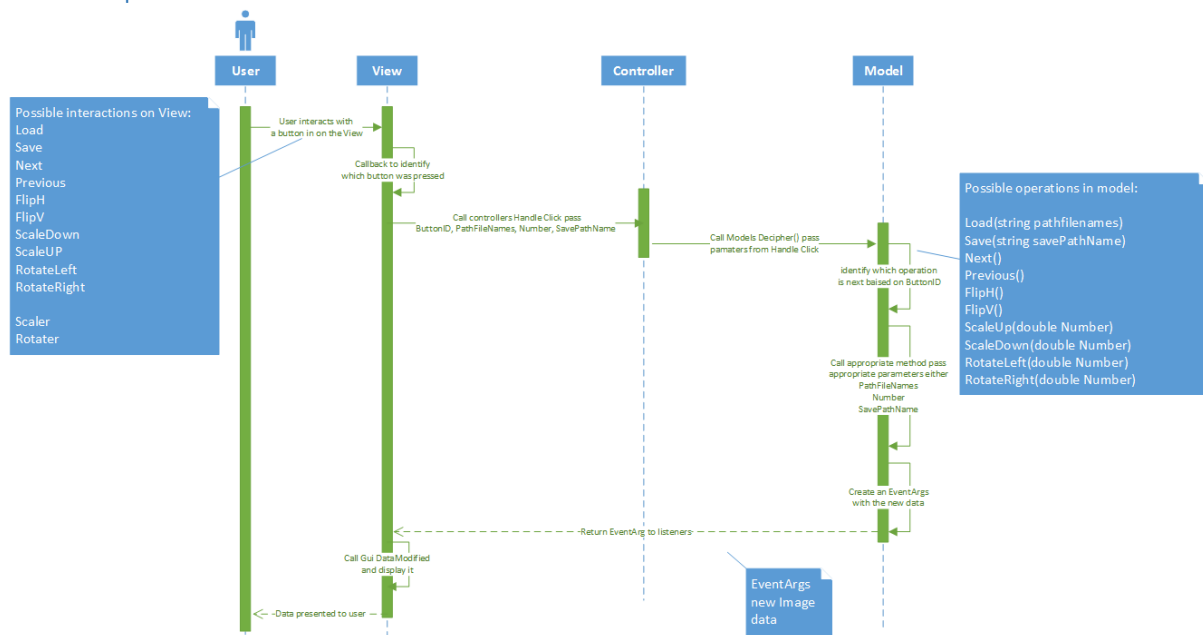 User
View
Controller
Model
Possible interactions on View:
Load
Save
Next
Previous
FlipH
FlipV
ScaleDown
ScaleUP
RotateLeft
RotateRight
Scaler
Rotater
User interacts with
a button in on the View
Callback to identify
which button was pressed
Call controllers Handle Click pass
ButtonID, PathFileNames, Number, SavePathName
Call Models Decipher() pass
pamaters from Handle Click
identify which operation
is next baised on ButtonID
Possible operations in model:
Load(string pathfilenames)
Save(string savePathName)
Next()
Previous()
FlipH()
FlipV()
ScaleUp(double Number)
ScaleDown(double Number)
RotateLeft(double Number)
RotateRight(double Number)
Call appropriate method pass
appropriate parameters either
PathFileNames
Number
SavePathName
Create an EventArgs
with the new data
Return EventArg to listeners
Call Gui DataModified
and display it
EventArgs
new Image
data
Data presented to user